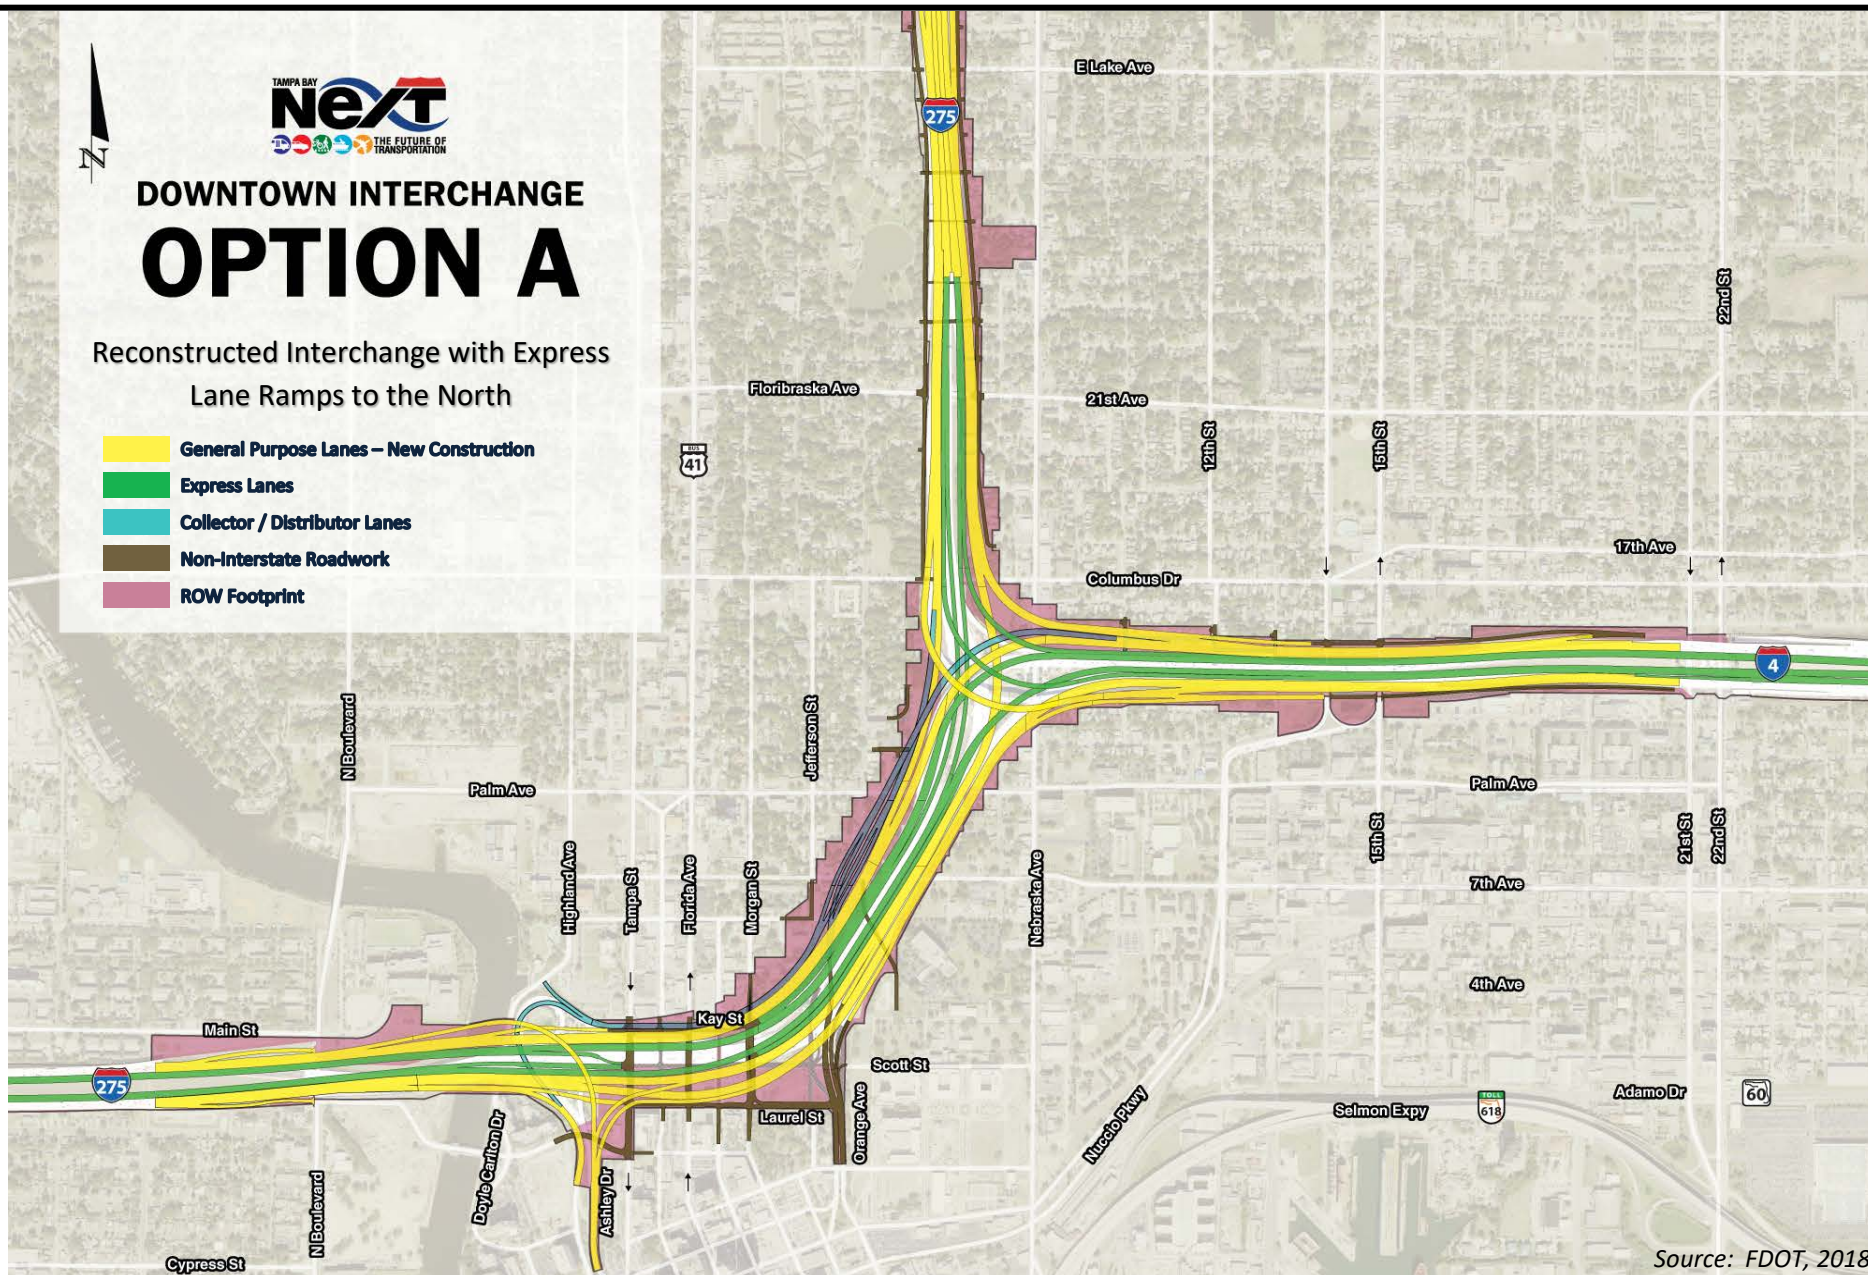 TAMPA BAY
NeXT
THE FUTURE OF
TRANSPORTATION
N
DOWNTOWN INTERCHANGE
OPTION A
Reconstructed Interchange with Express
Lane Ramps to the North
General Purpose Lanes – New Construction
Express Lanes
Collector / Distributor Lanes
Non-Interstate Roadwork
ROW Footprint
E Lake Ave
275
22nd St
Floribraska Ave
21st Ave
12th St
15th St
BUS
41
17th Ave
Columbus Dr
4
N Boulevard
Jefferson St
Palm Ave
Palm Ave
15th St
21st St
22nd St
Highland Ave
Tampa St
Florida Ave
Morgan St
Nebraska Ave
7th Ave
4th Ave
Main St
Kay St
Scott St
275
Laurel St
Orange Ave
Nuccio Pkwy
Selmon Expy
TOLL
618
Adamo Dr
60
Doyle Carlton Dr
Ashley Dr
N Boulevard
Cypress St
Source: FDOT, 2018